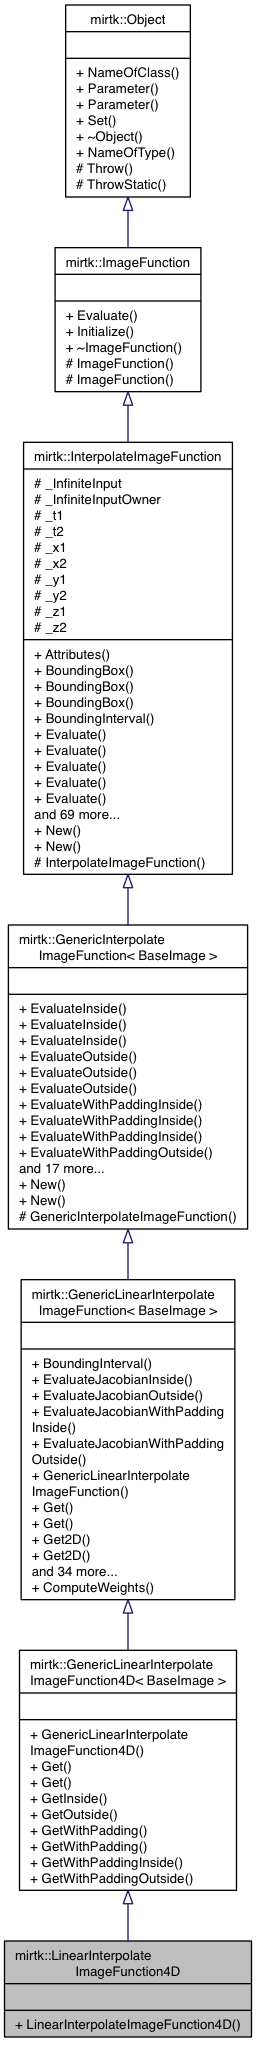 mirtk::Object
+ NameOfClass()
+ Parameter()
+ Parameter()
+ Set()
+ ~Object()
+ NameOfType()
# Throw()
# ThrowStatic()
mirtk::ImageFunction
+ Evaluate()
+ Initialize()
+ ~ImageFunction()
# ImageFunction()
# ImageFunction()
mirtk::InterpolateImageFunction
# _InfiniteInput
# _InfiniteInputOwner
# _t1
# _t2
# _x1
# _x2
# _y1
# _y2
# _z1
# _z2
+ Attributes()
+ BoundingBox()
+ BoundingBox()
+ BoundingBox()
+ BoundingInterval()
+ Evaluate()
+ Evaluate()
+ Evaluate()
+ Evaluate()
+ Evaluate()
and 69 more...
+ New()
+ New()
# InterpolateImageFunction()
mirtk::GenericInterpolate
ImageFunction< BaseImage >
+ EvaluateInside()
+ EvaluateInside()
+ EvaluateInside()
+ EvaluateOutside()
+ EvaluateOutside()
+ EvaluateOutside()
+ EvaluateWithPaddingInside()
+ EvaluateWithPaddingInside()
+ EvaluateWithPaddingInside()
+ EvaluateWithPaddingOutside()
and 17 more...
+ New()
+ New()
# GenericInterpolateImageFunction()
mirtk::GenericLinearInterpolate
ImageFunction< BaseImage >
+ BoundingInterval()
+ EvaluateJacobianInside()
+ EvaluateJacobianOutside()
+ EvaluateJacobianWithPadding
Inside()
+ EvaluateJacobianWithPadding
Outside()
+ GenericLinearInterpolate
ImageFunction()
+ Get()
+ Get()
+ Get2D()
+ Get2D()
and 34 more...
+ ComputeWeights()
mirtk::GenericLinearInterpolate
ImageFunction4D< BaseImage >
+ GenericLinearInterpolate
ImageFunction4D()
+ Get()
+ Get()
+ GetInside()
+ GetOutside()
+ GetWithPadding()
+ GetWithPadding()
+ GetWithPaddingInside()
+ GetWithPaddingOutside()
mirtk::LinearInterpolate
ImageFunction4D
+ LinearInterpolateImageFunction4D()